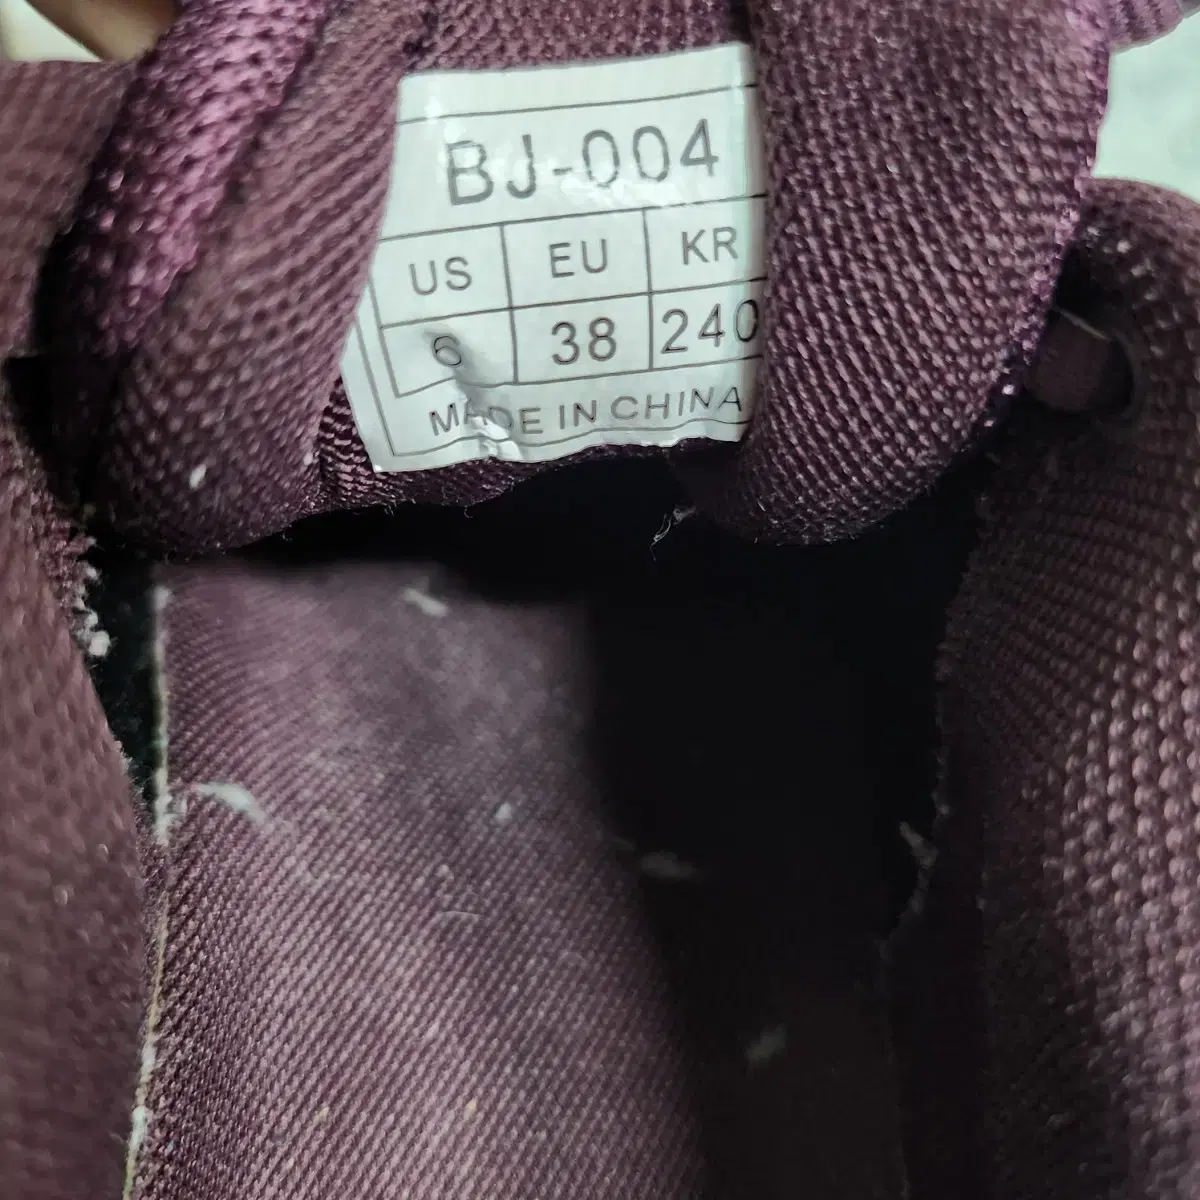 BJ-004
US EU KR
6 38 240
MADE IN CHINA